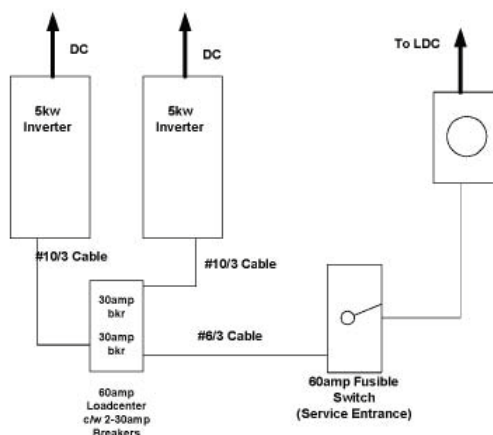 DC
DC
To LDC
5kw
Inverter
5kw
Inverter
#10/3 Cable
#10/3 Cable
30amp
bkr
30amp
bkr
#6/3 Cable
60amp
Loadcenter
c/w 2-30amp
Breakers
60amp Fusible
Switch
(Service Entrance)